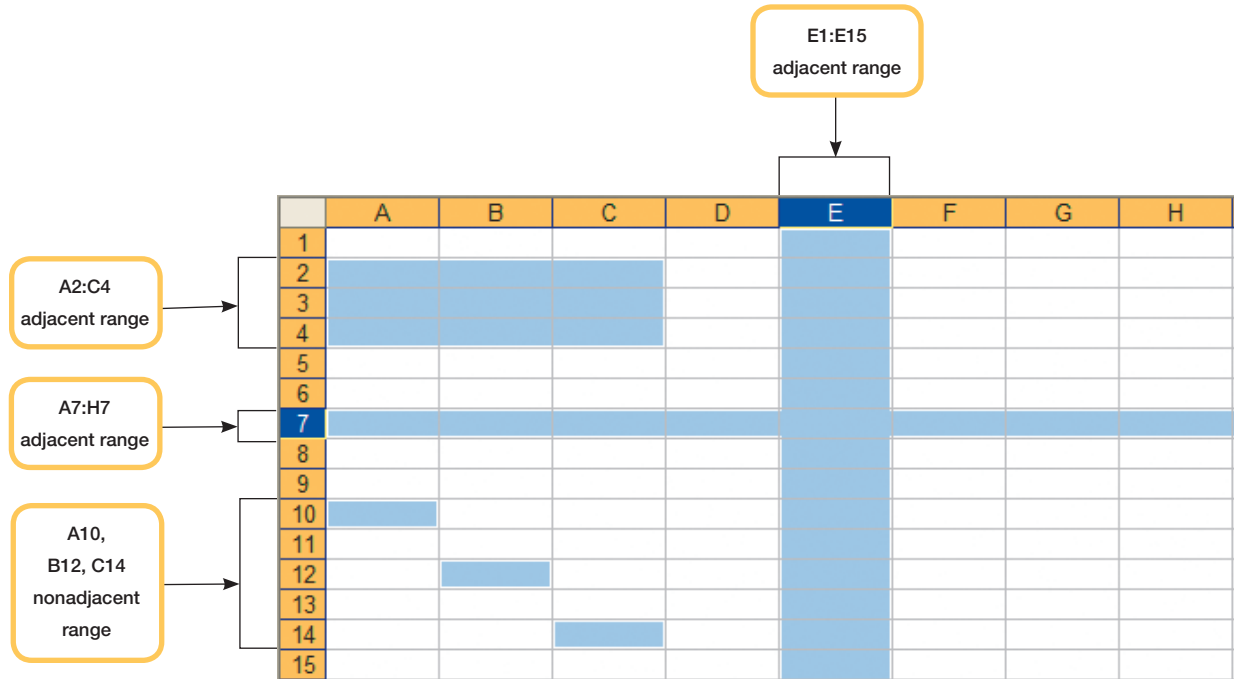 E1:E15
adjacent range
A B C D E F G H
1
2
3
4
5
6
7
8
9
10
11
12
13
14
15
A2:C4
adjacent range
A7:H7
adjacent range
A10,
B12, C14
nonadjacent
range